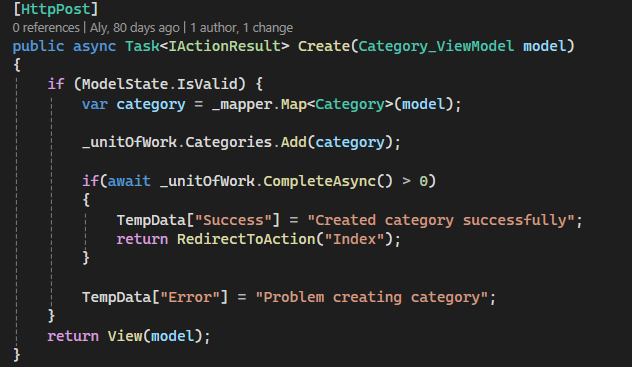 [HttpPost]
0 references | Aly, 80 days ago | 1 author, 1 change
public async Task<IActionResult> Create(Category_ViewModel model)
{
if (ModelState.IsValid) {
var category = _mapper.Map<Category>(model);
_unitOfWork.Categories.Add(category);
if(await _unitOfWork.CompleteAsync() > 0)
{
TempData["Success"] = "Created category successfully";
return RedirectToAction("Index");
}
TempData["Error"] = "Problem creating category";
}
return View(model);
}